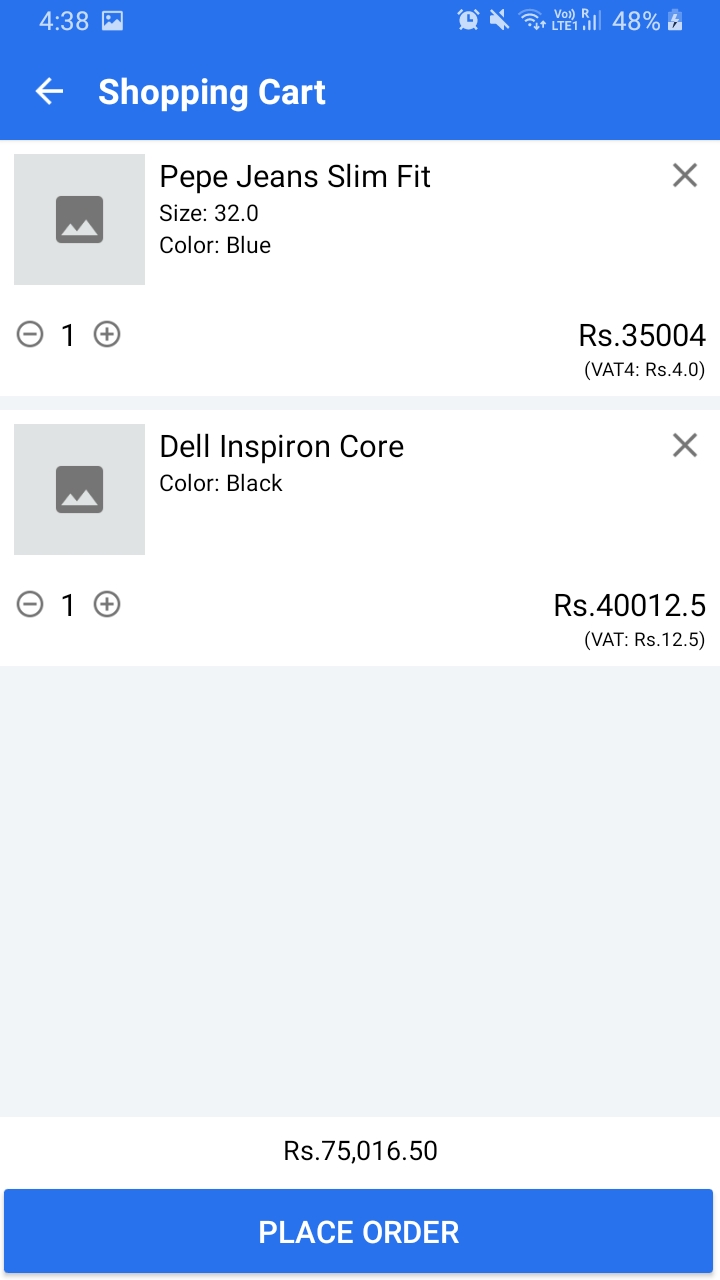 4:38 Vo)) R LTE1 48%
Shopping Cart
Pepe Jeans Slim Fit
Size: 32.0
Color: Blue
1 Rs.35004
(VAT4: Rs.4.0)
Dell Inspiron Core
Color: Black
1 Rs.40012.5
(VAT: Rs.12.5)
Rs.75,016.50
PLACE ORDER